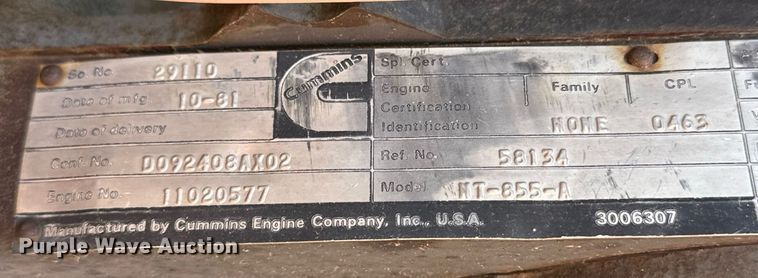 So No. 29110
Date of mfg. 10-81
Date of delivery
Conf. No. D092408AX02
Engine No. 11020577
Cummins
Spl. Cert.
Engine Family CPL
Certification
Identification NONE 0463
Ref. No. 58134
Model NT-855-A
Manufactured by Cummins Engine Company, Inc., U.S.A. 3006307
Purple Wave Auction